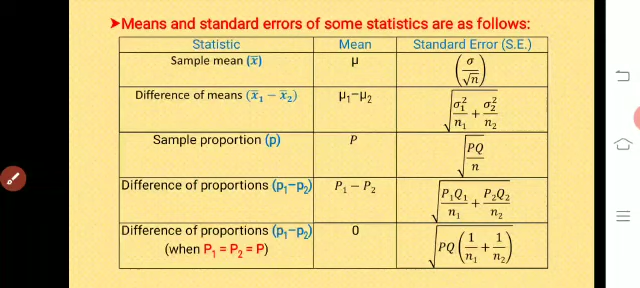 ➤Means and standard errors of some statistics are as follows:
Statistic Mean Standard Error (S.E.)
Sample mean (x̅) μ (σ/√n)
Difference of means (x̅₁ − x̅₂) μ₁−μ₂ √(σ₁²/n₁ + σ₂²/n₂)
Sample proportion (p) P √(PQ/n)
Difference of proportions (p₁−p₂) P₁ − P₂ √(P₁Q₁/n₁ + P₂Q₂/n₂)
Difference of proportions (p₁−p₂) 0 √(PQ(1/n₁ + 1/n₂))
(when P₁ = P₂ = P)